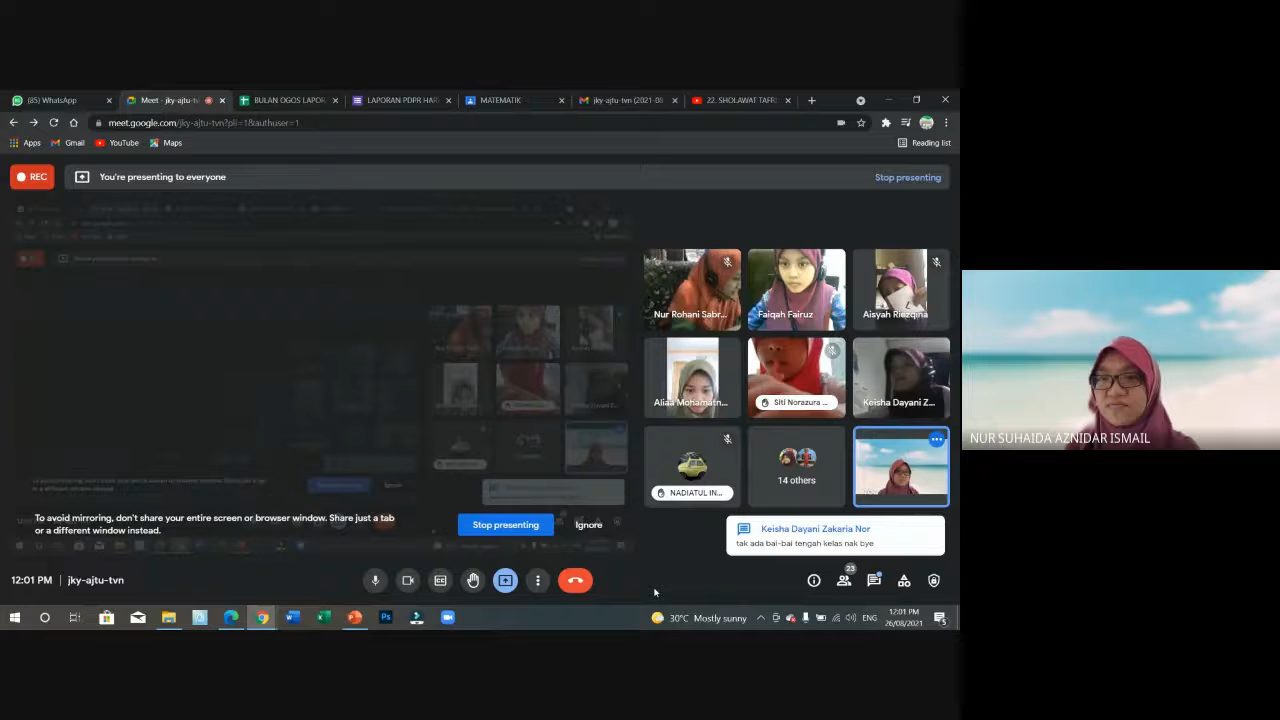 (85) WhatsApp
Meet - jky-ajtu-tv
BULAN OGOS LAPOR
LAPORAN PDPR HAR
MATEMATIK
jky-ajtu-tvn (2021-08
22. SHOLAWAT TAFRI
meet.google.com/jky-ajtu-tvn?pli=1&authuser=1
Apps
Gmail
YouTube
Maps
Reading list
REC
You're presenting to everyone
Stop presenting
Nur Rohani Sabr...
Faiqah Fairuz
Aisyah Riezqina
Aliaa Mohamatn...
Siti Norazura ...
Keisha Dayani Z...
NUR SUHAIDA AZNIDAR ISMAIL
14 others
NADIATUL IN...
To avoid mirroring, don't share your entire screen or browser window. Share just a tab
or a different window instead.
Stop presenting
Ignore
Keisha Dayani Zakaria Nor
tak ada bai-bai tengah kelas nak bye
12:01 PM | jky-ajtu-tvn
23
30°C Mostly sunny
ENG
12:01 PM
26/08/2021
5